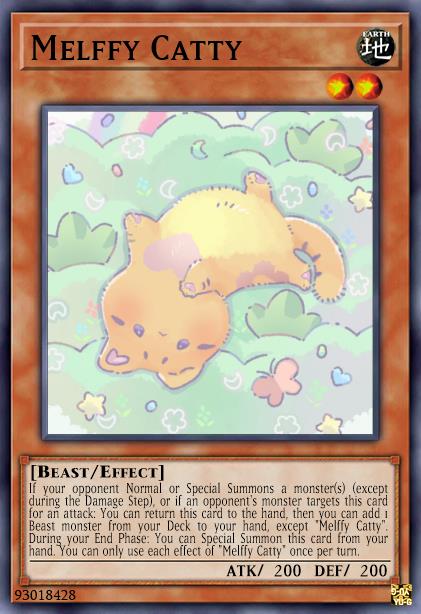 MELFFY CATTY
EARTH
地
[BEAST/EFFECT]
If your opponent Normal or Special Summons a monster(s) (except
during the Damage Step), or if an opponent's monster targets this card
for an attack: You can return this card to the hand, then you can add 1
Beast monster from your Deck to your hand, except "Melffy Catty".
During your End Phase: You can Special Summon this card from your
hand. You can only use each effect of "Melffy Catty" once per turn.
ATK/ 200 DEF/ 200
93018428